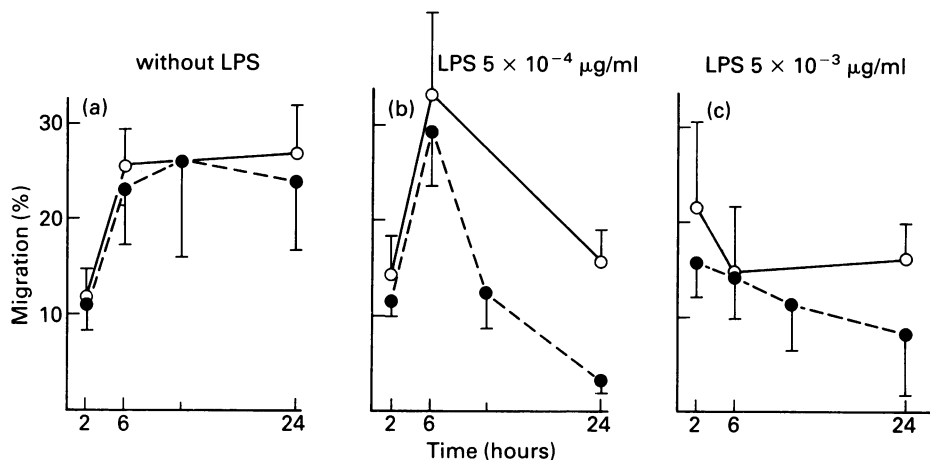 without LPS
LPS 5 × 10⁻⁴ μg/ml
LPS 5 × 10⁻³ μg/ml
(a)
(b)
(c)
30
20
10
Migration (%)
2 6 24
2 6 24
2 6 24
Time (hours)